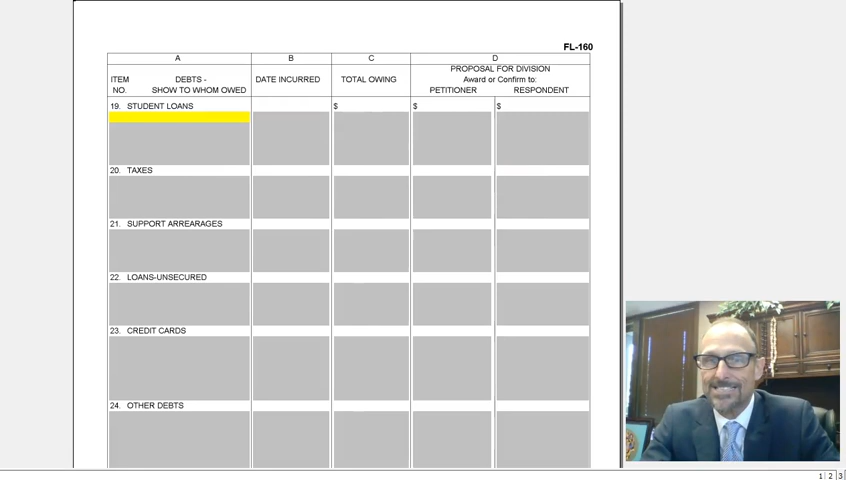 FL-160
A B C D
PROPOSAL FOR DIVISION
ITEM DEBTS - DATE INCURRED TOTAL OWING Award or Confirm to:
NO. SHOW TO WHOM OWED PETITIONER RESPONDENT
19. STUDENT LOANS $ $ $
20. TAXES
21. SUPPORT ARREARAGES
22. LOANS-UNSECURED
23. CREDIT CARDS
24. OTHER DEBTS
1 2 3